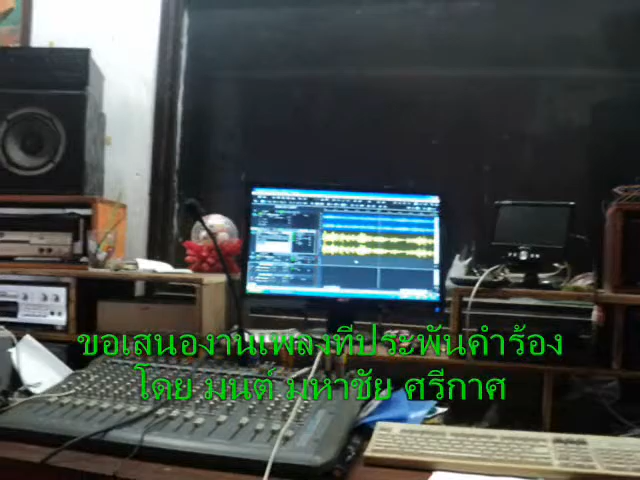 ขอเสนองานเพลงที่ประพันคำร้อง
โดย มนต์ มหาชัย ศรีกาศ